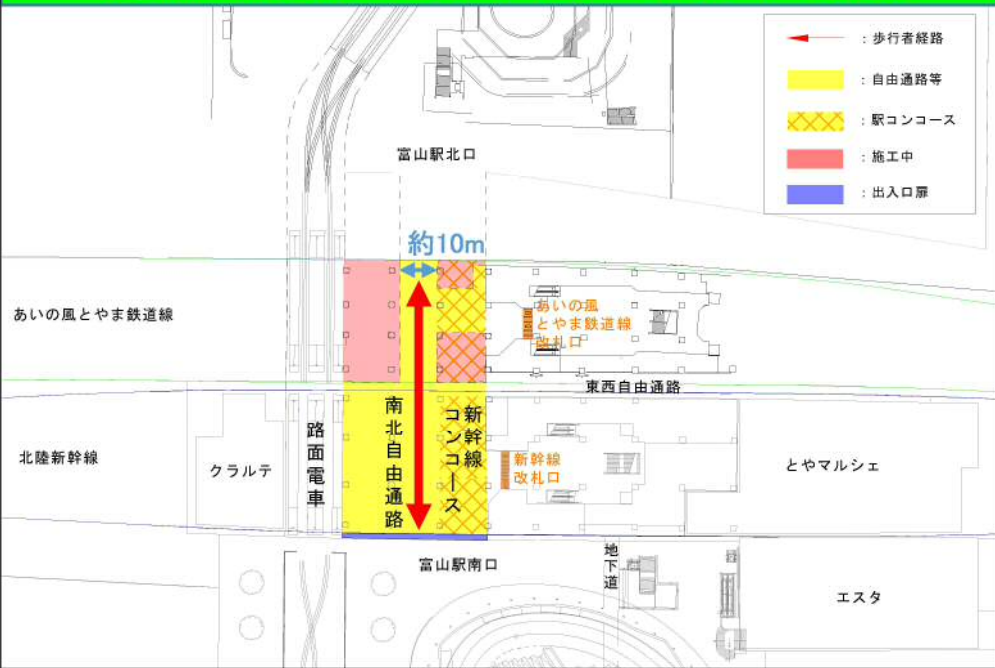 ：歩行者経路
：自由通路等
：駅コンコース
：施工中
：出入口扉
富山駅北口
約10m
あいの風とやま鉄道線
あいの風
とやま鉄道線
改札口
東西自由通路
南北自由通路
新幹線
コンコース
路面電車
北陸新幹線
クラルテ
新幹線
改札口
とやマルシェ
富山駅南口
地下道
エスタ